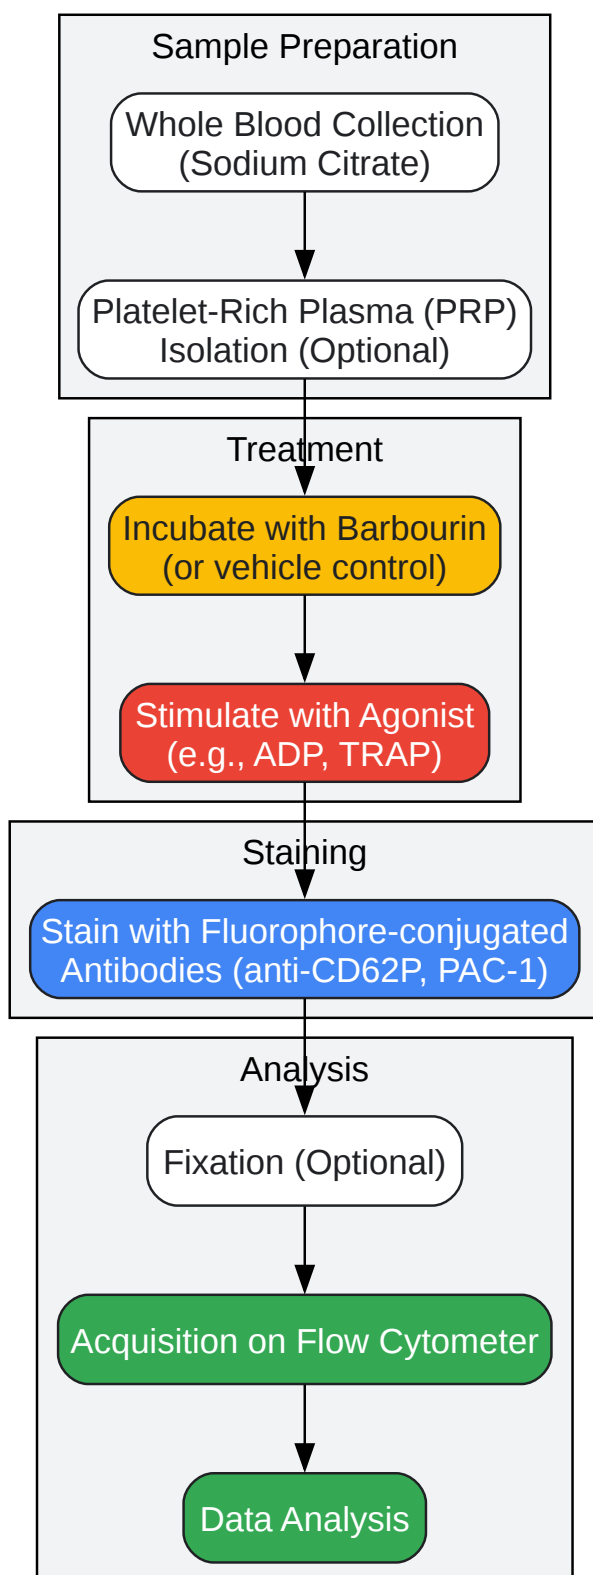 Sample Preparation
Whole Blood Collection
(Sodium Citrate)
Platelet-Rich Plasma (PRP)
Isolation (Optional)
Treatment
Incubate with Barbourin
(or vehicle control)
Stimulate with Agonist
(e.g., ADP, TRAP)
Staining
Stain with Fluorophore-conjugated
Antibodies (anti-CD62P, PAC-1)
Analysis
Fixation (Optional)
Acquisition on Flow Cytometer
Data Analysis